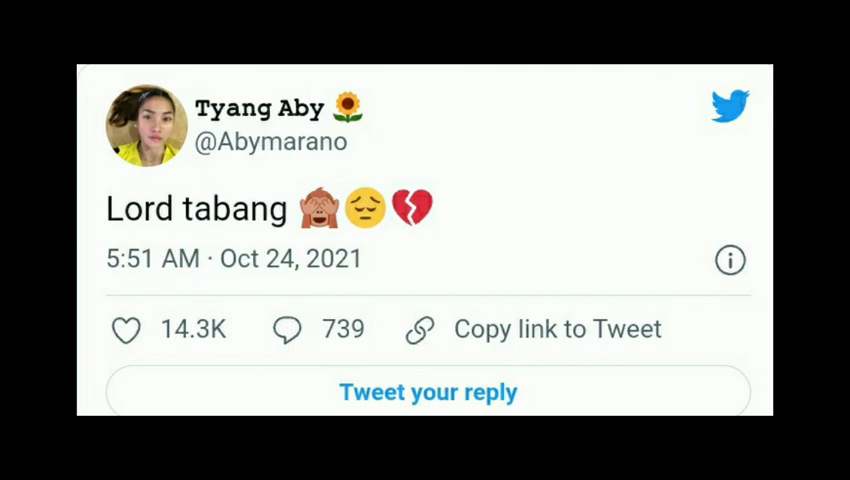 Tyang Aby 🌻
@Abymarano
Lord tabang 🙈😔💔
5:51 AM · Oct 24, 2021
14.3K 739 Copy link to Tweet
Tweet your reply